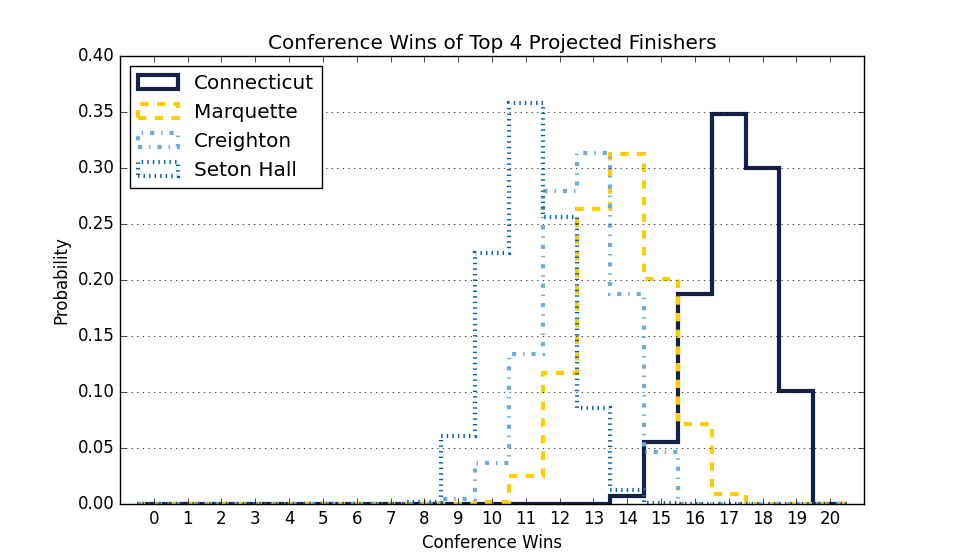 Conference Wins of Top 4 Projected Finishers
Connecticut
Marquette
Creighton
Seton Hall
Probability
0.40
0.35
0.30
0.25
0.20
0.15
0.10
0.05
0.00
0 1 2 3 4 5 6 7 8 9 10 11 12 13 14 15 16 17 18 19 20
Conference Wins